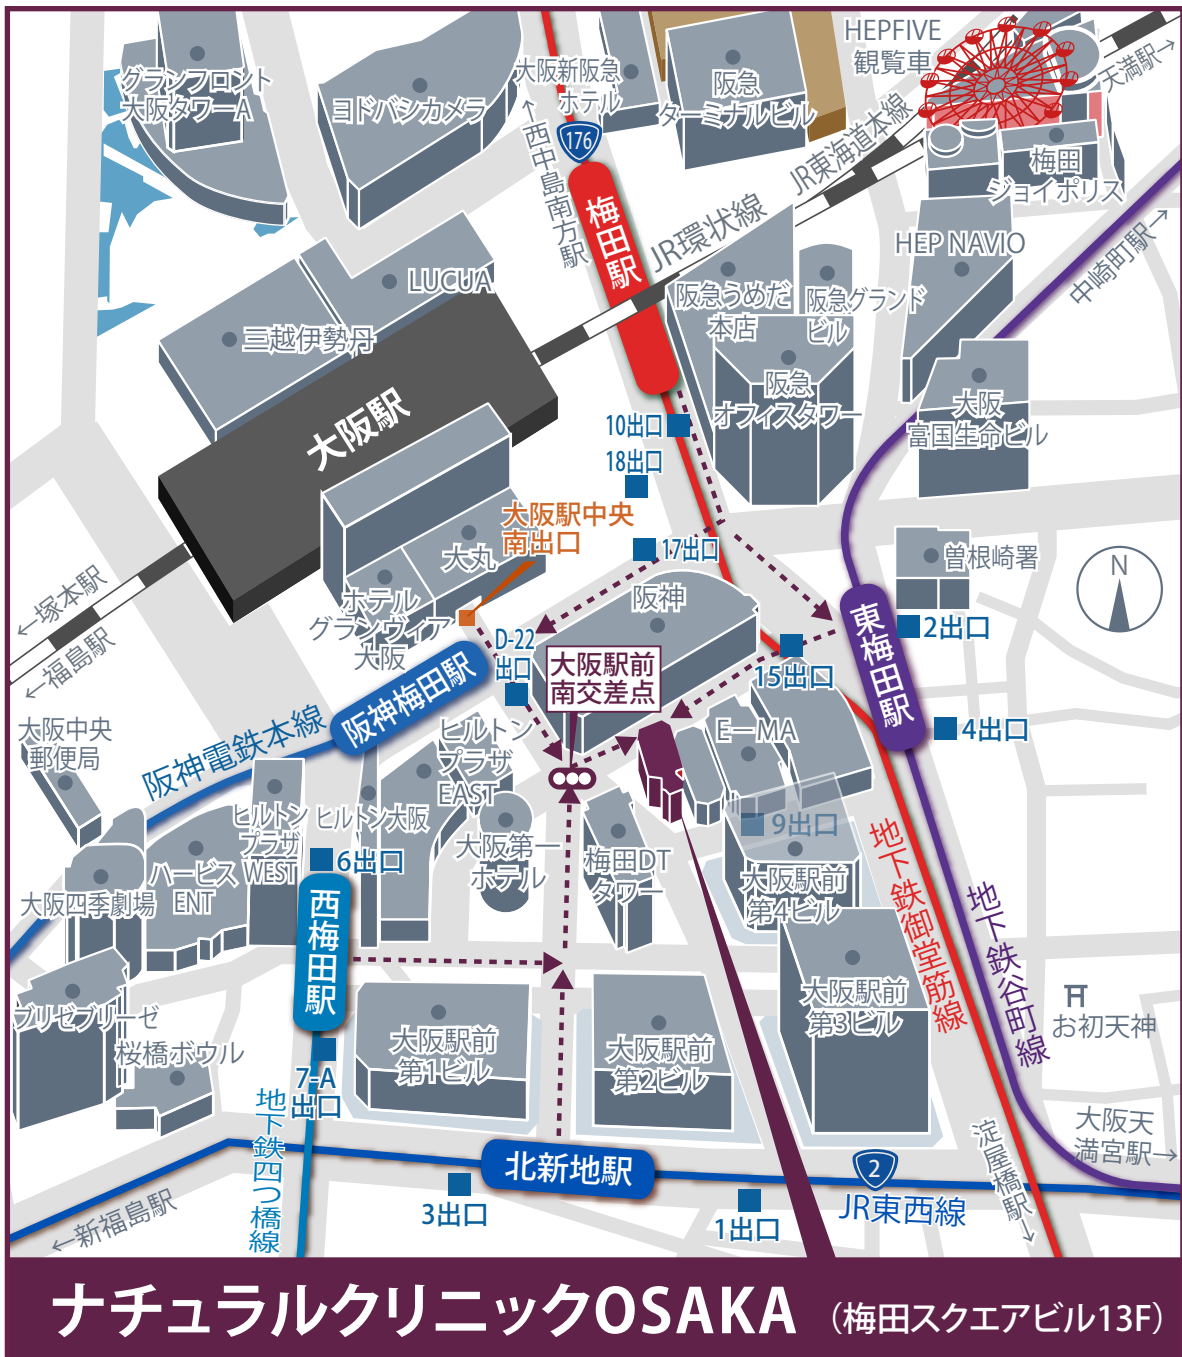 HEPFIVE
観覧車
天満駅→
グランフロント
大阪タワーA
ヨドバシカメラ
大阪新阪急
ホテル
阪急
ターミナルビル
176
←西中島南方駅
JR東海道本線
梅田
ジョイポリス
梅田駅
JR環状線
HEP NAVIO
中崎町駅→
LUCUA
三越伊勢丹
阪急うめだ
本店
阪急グランド
ビル
阪急
オフィスタワー
大阪
富国生命ビル
大阪駅
10出口
18出口
大阪駅中央
南出口
17出口
大丸
曽根崎署
N
←塚本駅
←福島駅
ホテル
グランヴィア
大阪
阪神
D-22
出口
大阪駅前
南交差点
東梅田駅
2出口
15出口
4出口
阪神梅田駅
阪神電鉄本線
大阪中央
郵便局
ヒルトン
プラザ
EAST
E−MA
ヒルトン
プラザ
WEST
ヒルトン大阪
9出口
6出口
大阪第一
ホテル
梅田DT
タワー
大阪駅前
第4ビル
ハービス
ENT
大阪四季劇場
西梅田駅
地下鉄御堂筋線
地下鉄谷町線
ブリゼブリーゼ
桜橋ボウル
大阪駅前
第1ビル
大阪駅前
第2ビル
大阪駅前
第3ビル
お初天神
7-A
出口
地下鉄四つ橋線
大阪天
満宮駅→
淀屋橋駅→
北新地駅
2
JR東西線
3出口
1出口
←新福島駅
ナチュラルクリニックOSAKA （梅田スクエアビル13F）